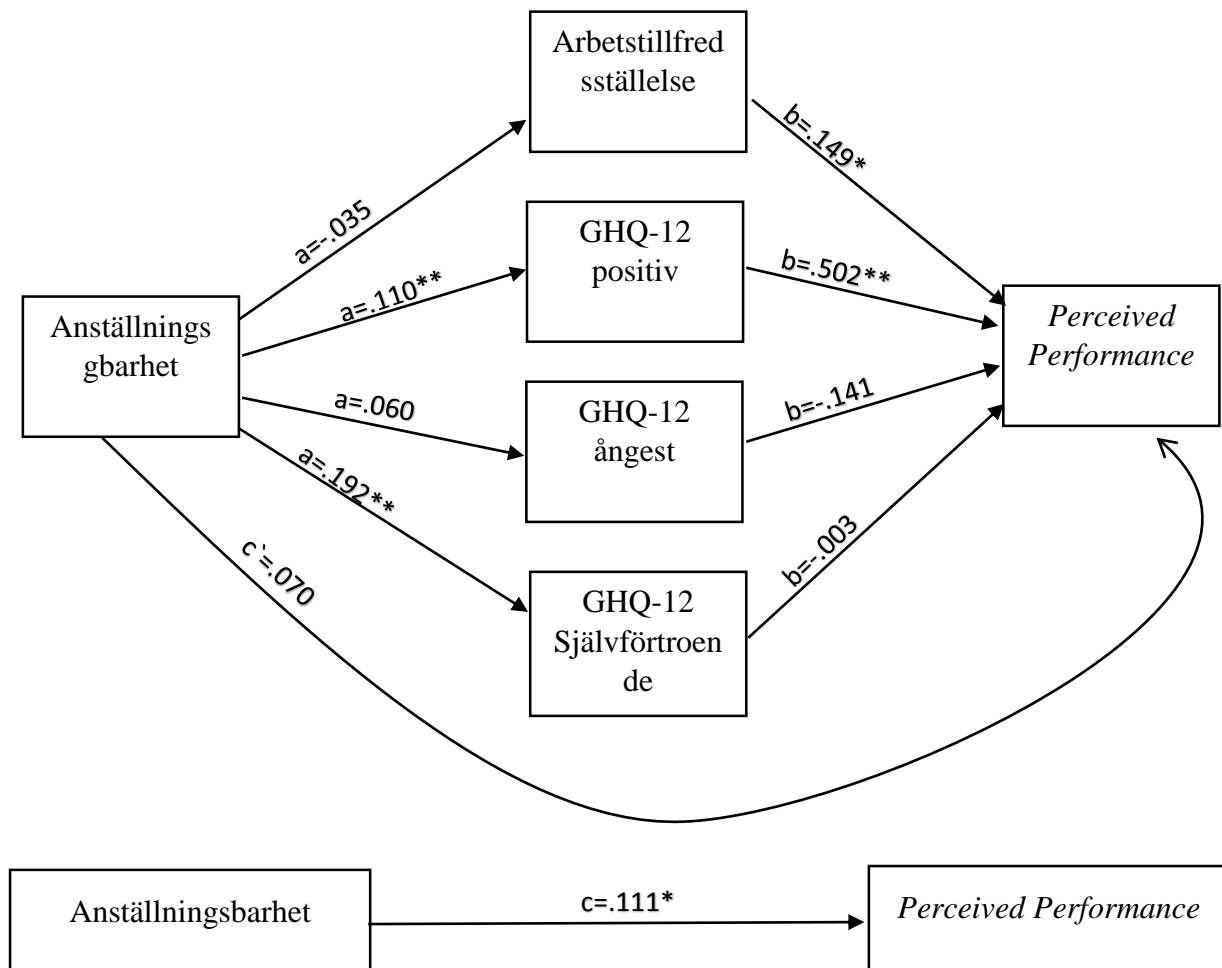 Arbetstillfred
sställelse
b=.149*
a=-.035
GHQ-12
positiv
b=.502**
a=.110**
Anställnings
gbarhet
Perceived
Performance
a=.060
GHQ-12
ångest
b=-.141
a=.192**
c`=.070
GHQ-12
Självförtroen
de
b=-.003
Anställningsbarhet
c=.111*
Perceived Performance